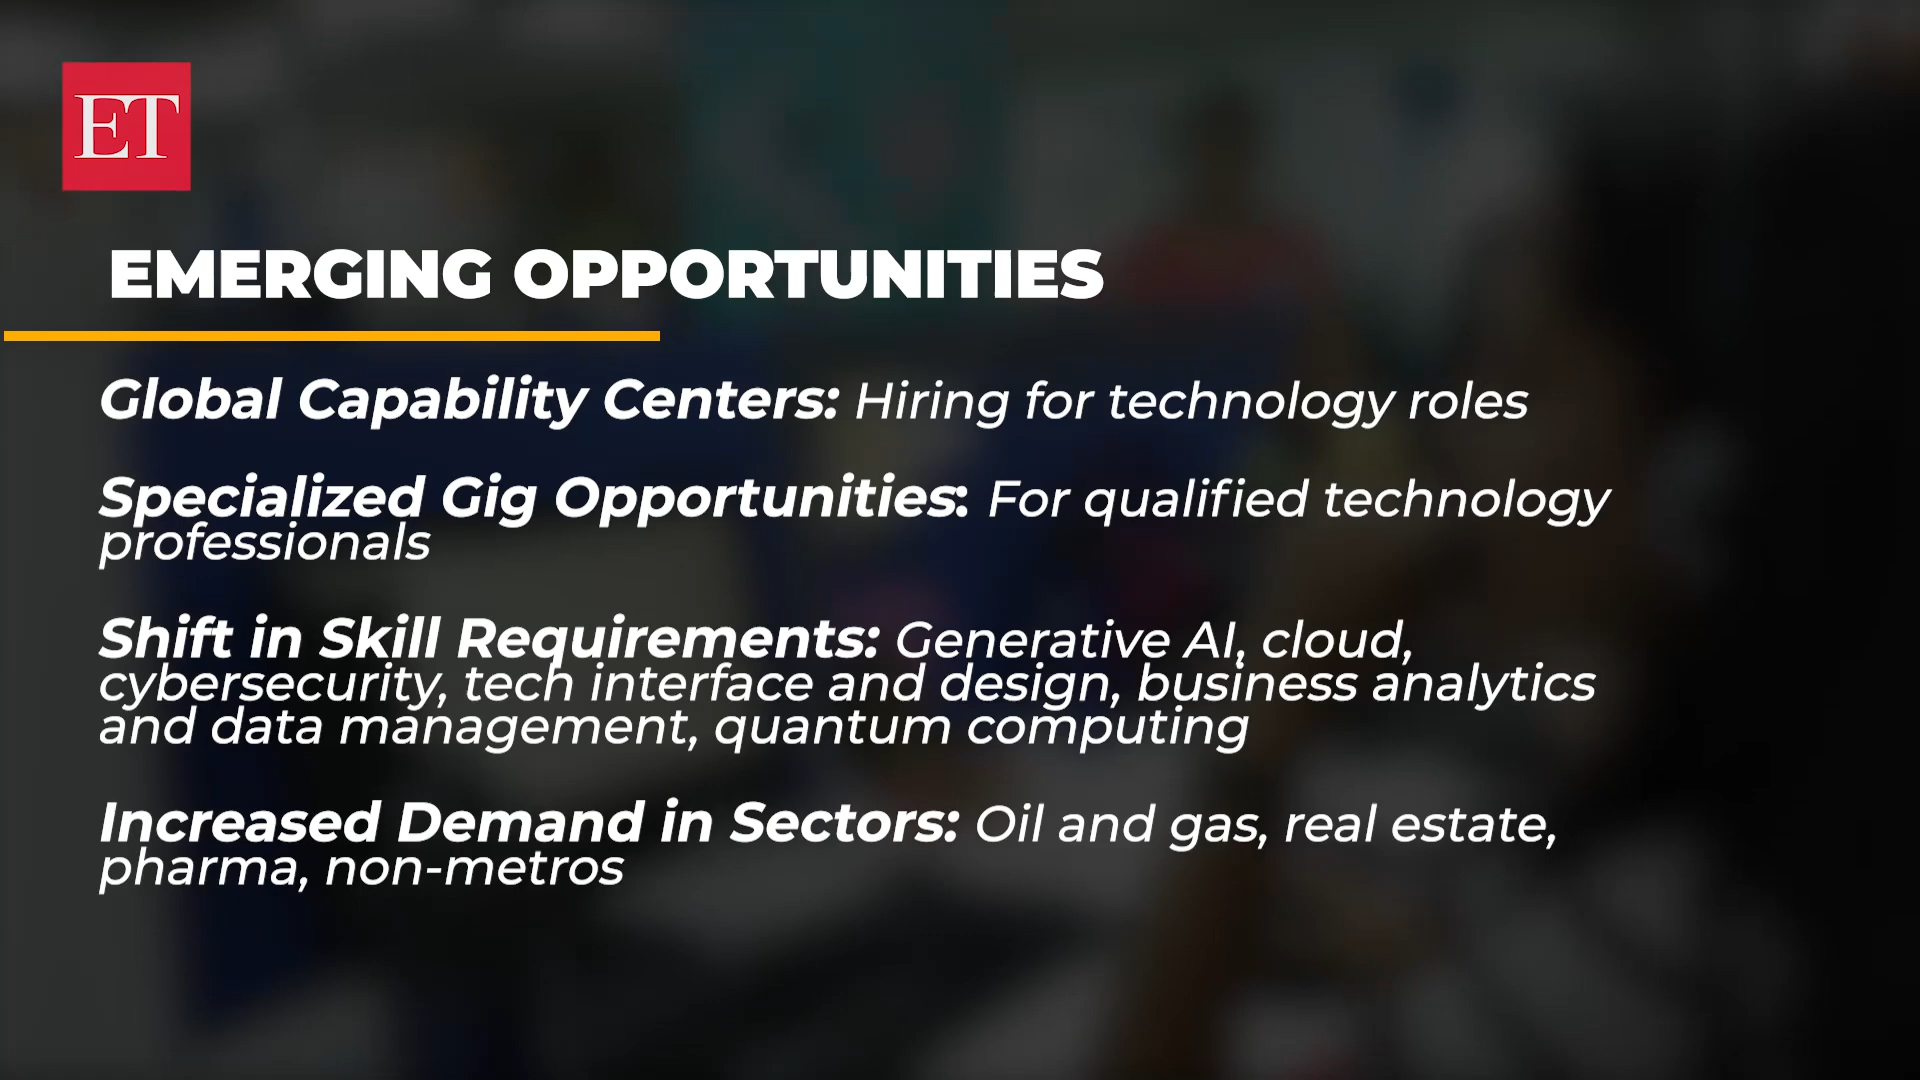 ET
EMERGING OPPORTUNITIES
Global Capability Centers: Hiring for technology roles
Specialized Gig Opportunities: For qualified technology
professionals
Shift in Skill Requirements: Generative AI, cloud,
cybersecurity, tech interface and design, business analytics
and data management, quantum computing
Increased Demand in Sectors: Oil and gas, real estate,
pharma, non-metros